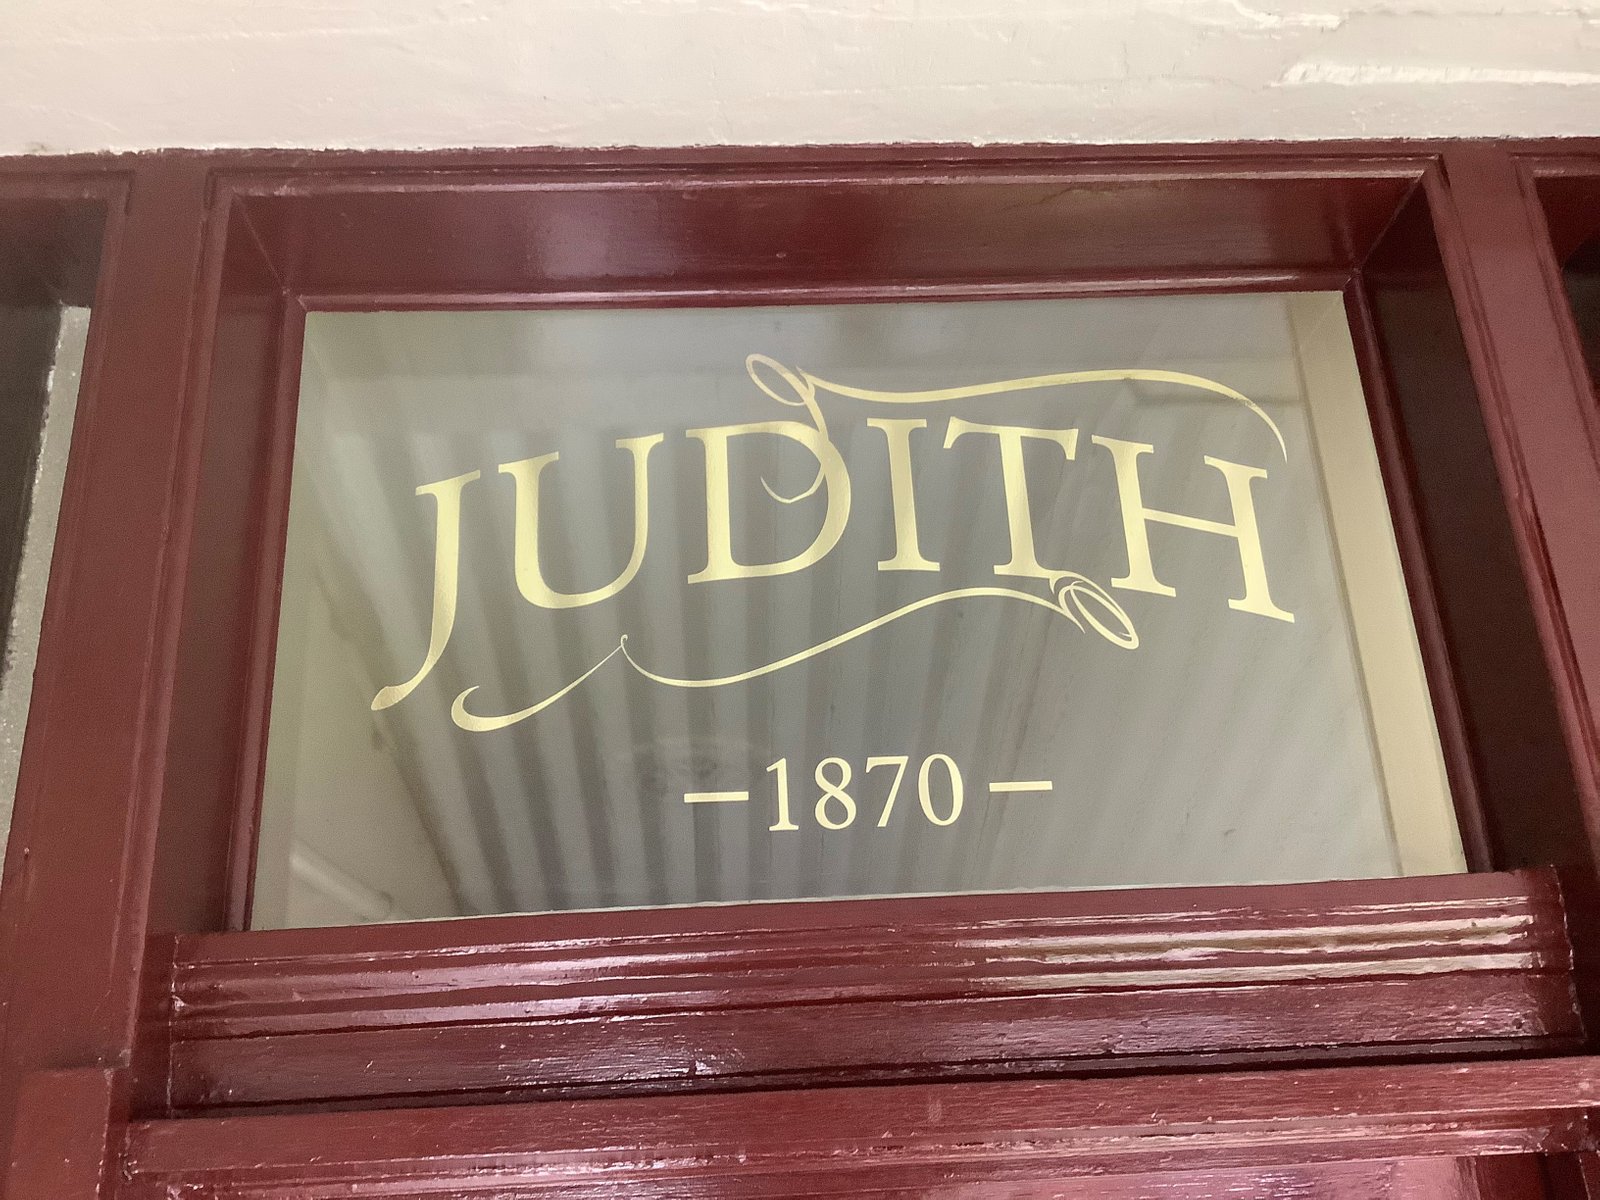 JUDITH
– 1870 –